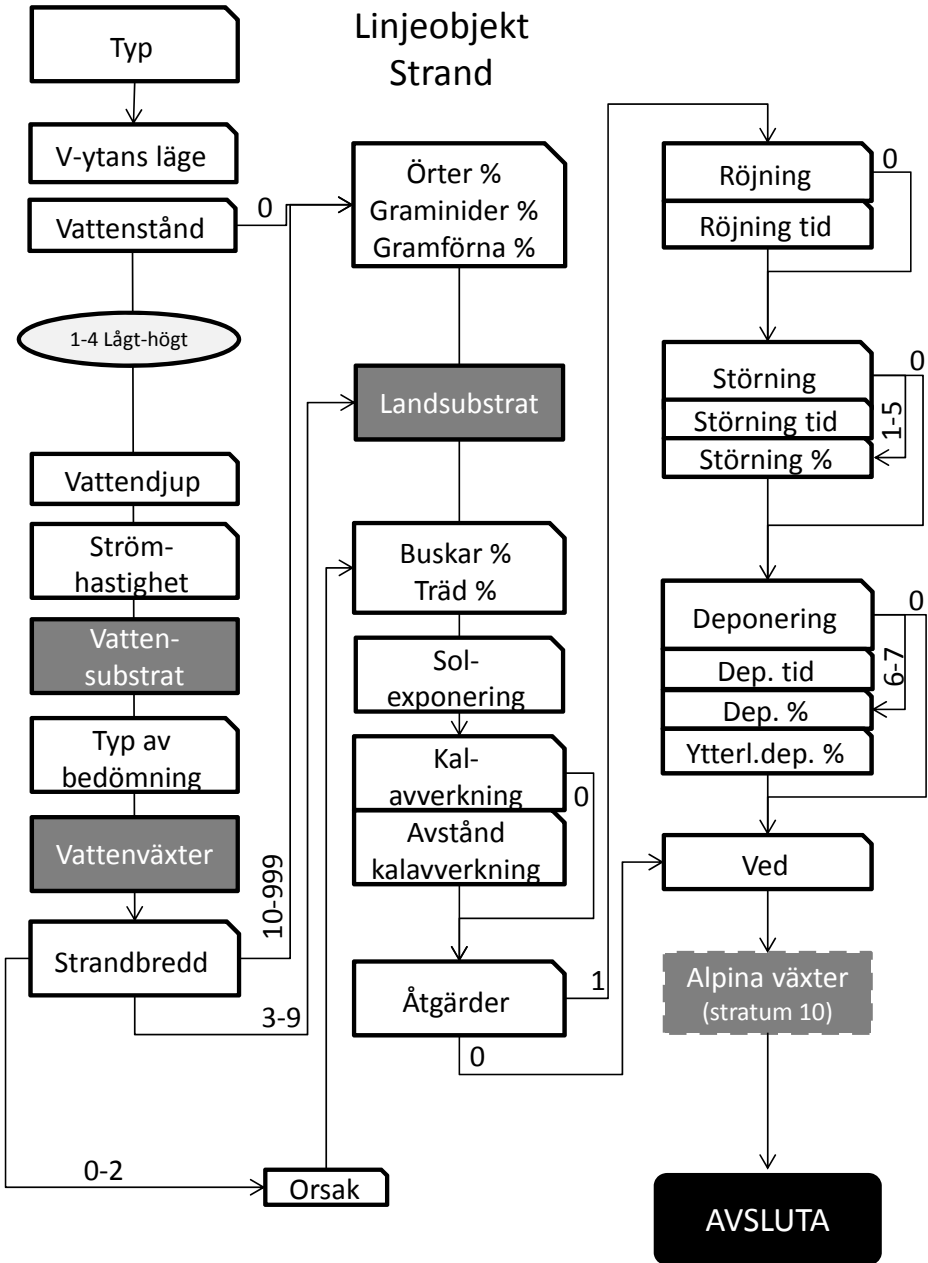 Linjeobjekt
Strand
Typ
V-ytans läge
Vattenstånd
0
1-4 Lågt-högt
Vattendjup
Ström-
hastighet
Vatten-
substrat
Typ av
bedömning
Vattenväxter
Strandbredd
10-999
3-9
0-2
Orsak
Örter %
Graminider %
Gramförna %
Landsubstrat
Buskar %
Träd %
Sol-
exponering
Kal-
avverkning
0
Avstånd
kalavverkning
Åtgärder
1
0
Röjning
0
Röjning tid
Störning
0
1-5
Störning tid
Störning %
Deponering
0
6-7
Dep. tid
Dep. %
Ytterl.dep. %
Ved
Alpina växter
(stratum 10)
AVSLUTA